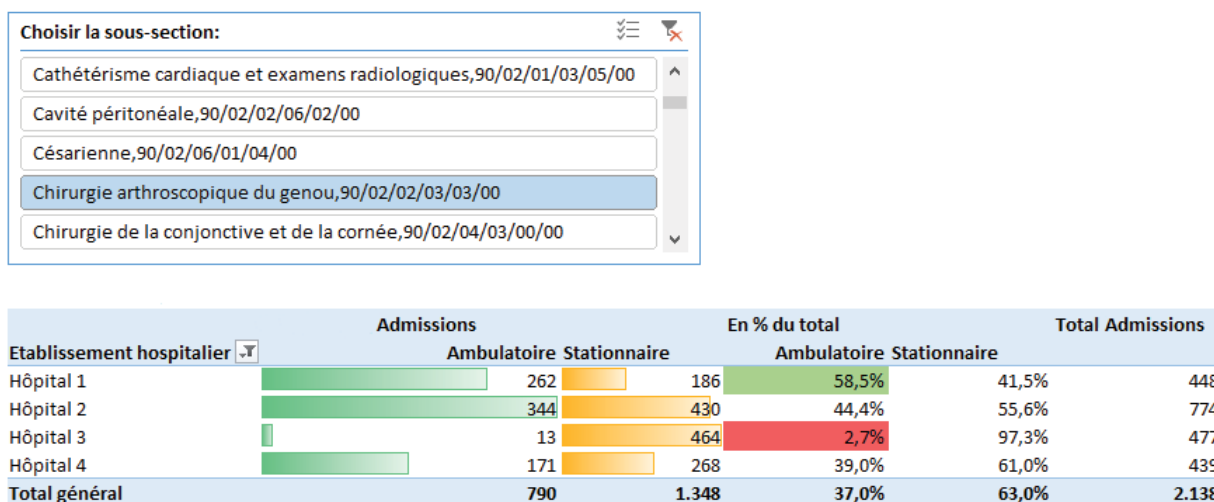 Choisir la sous-section:
Cathétérisme cardiaque et examens radiologiques,90/02/01/03/05/00
Cavité péritonéale,90/02/02/06/02/00
Césarienne,90/02/06/01/04/00
Chirurgie arthroscopique du genou,90/02/02/03/03/00
Chirurgie de la conjonctive et de la cornée,90/02/04/03/00/00
Admissions En % du total Total Admissions
Etablissement hospitalier Ambulatoire Stationnaire Ambulatoire Stationnaire
Hôpital 1 262 186 58,5% 41,5% 448
Hôpital 2 344 430 44,4% 55,6% 774
Hôpital 3 13 464 2,7% 97,3% 477
Hôpital 4 171 268 39,0% 61,0% 439
Total général 790 1.348 37,0% 63,0% 2.138